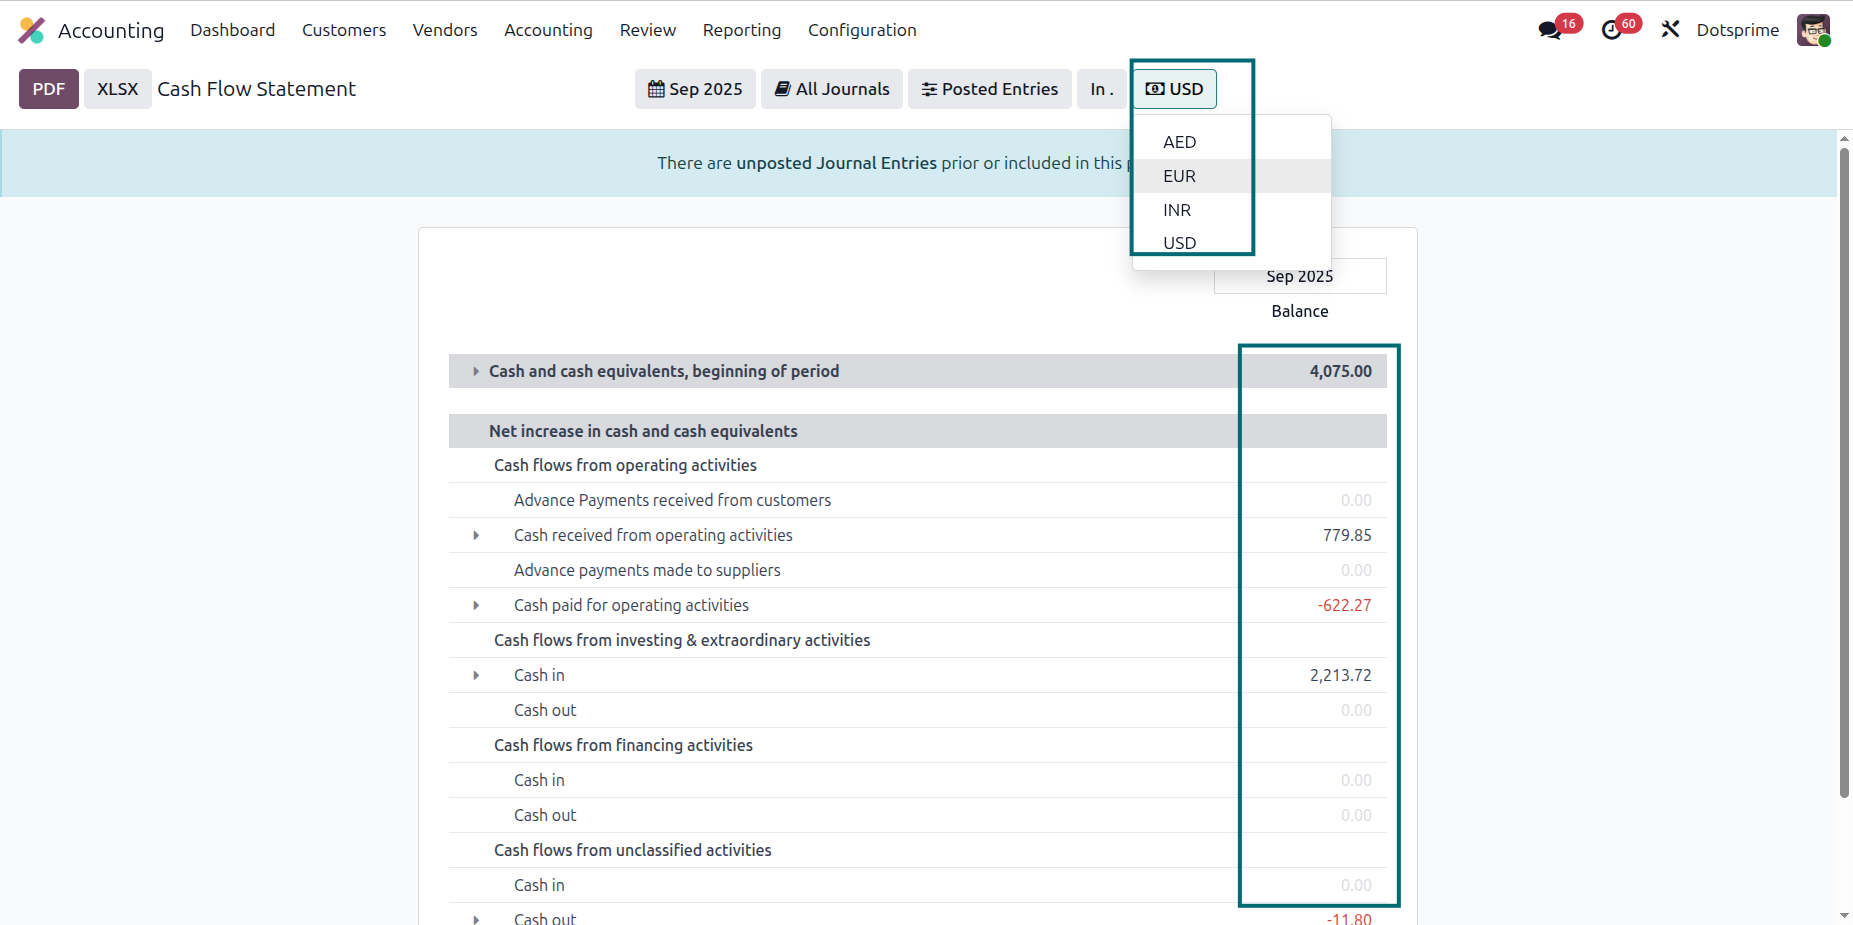 Accounting Dashboard Customers Vendors Accounting Review Reporting Configuration 16 60 Dotsprime
PDF XLSX Cash Flow Statement Sep 2025 All Journals Posted Entries In . USD
AED
There are unposted Journal Entries prior or included in this
EUR
INR
USD
Sep 2025
Balance
Cash and cash equivalents, beginning of period 4,075.00
Net increase in cash and cash equivalents
Cash flows from operating activities
Advance Payments received from customers 0.00
Cash received from operating activities 779.85
Advance payments made to suppliers 0.00
Cash paid for operating activities -622.27
Cash flows from investing & extraordinary activities
Cash in 2,213.72
Cash out 0.00
Cash flows from financing activities
Cash in 0.00
Cash out 0.00
Cash flows from unclassified activities
Cash in 0.00
Cash out -11.80